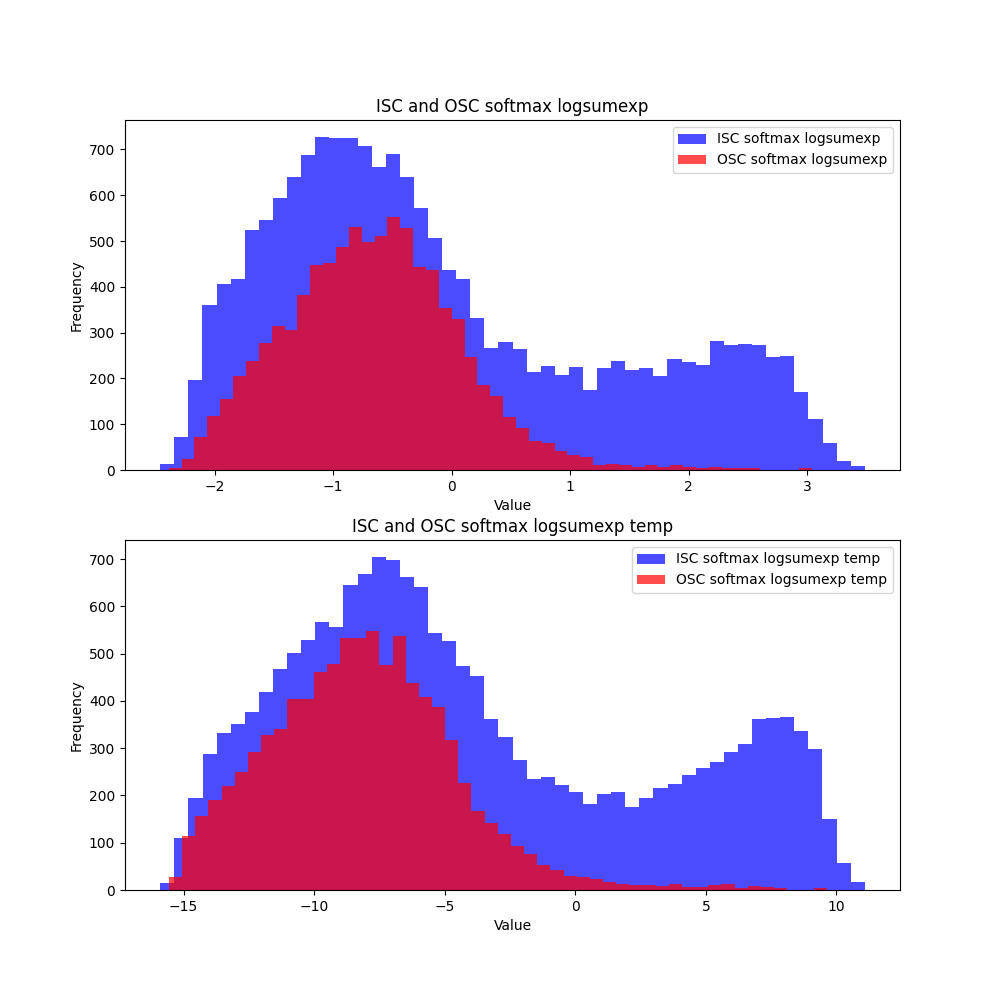 ISC and OSC softmax logsumexp
ISC softmax logsumexp
OSC softmax logsumexp
700
600
500
400
300
200
100
0
Frequency
−2
−1
0
1
2
3
Value
ISC and OSC softmax logsumexp temp
ISC softmax logsumexp temp
OSC softmax logsumexp temp
700
600
500
400
300
200
100
0
Frequency
−15
−10
−5
0
5
10
Value